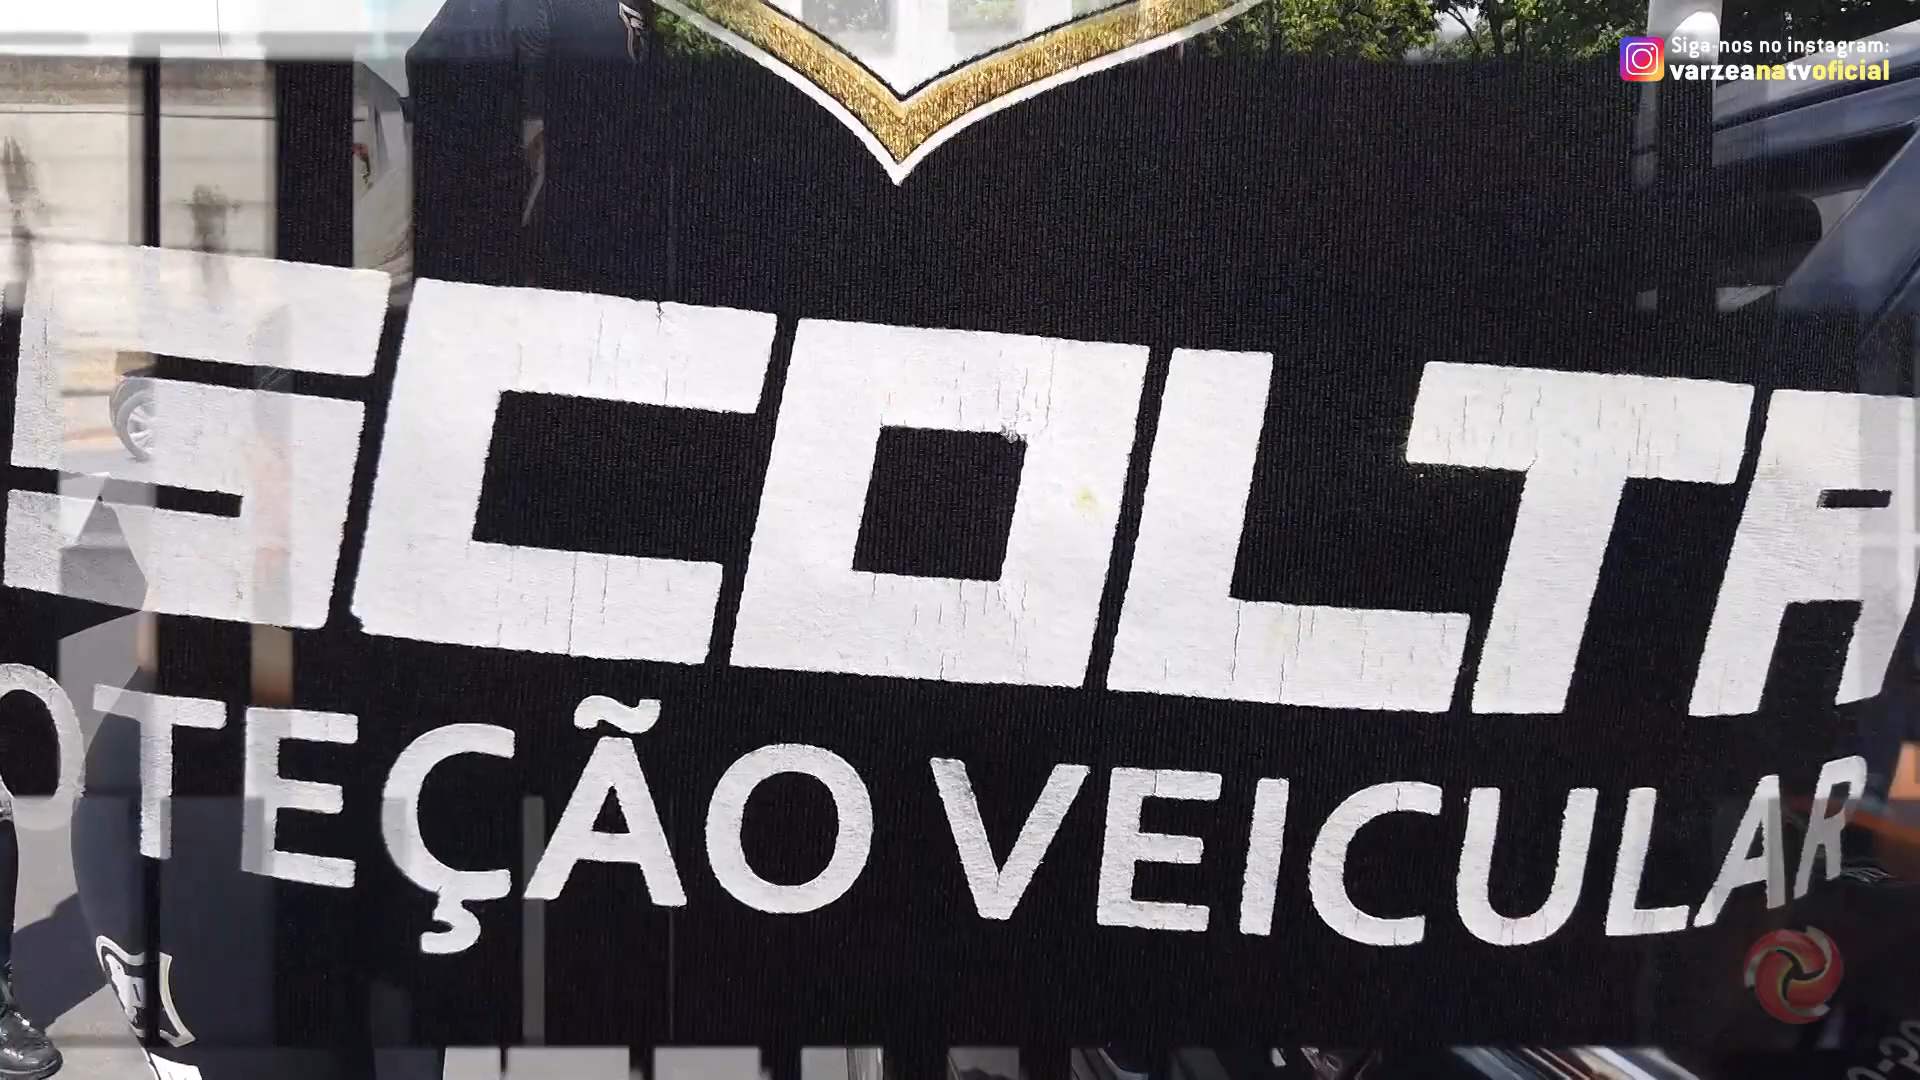 Siga-nos no instagram:
varzeanatvoficial
SCOLTA
OTEÇÃO VEICULAR